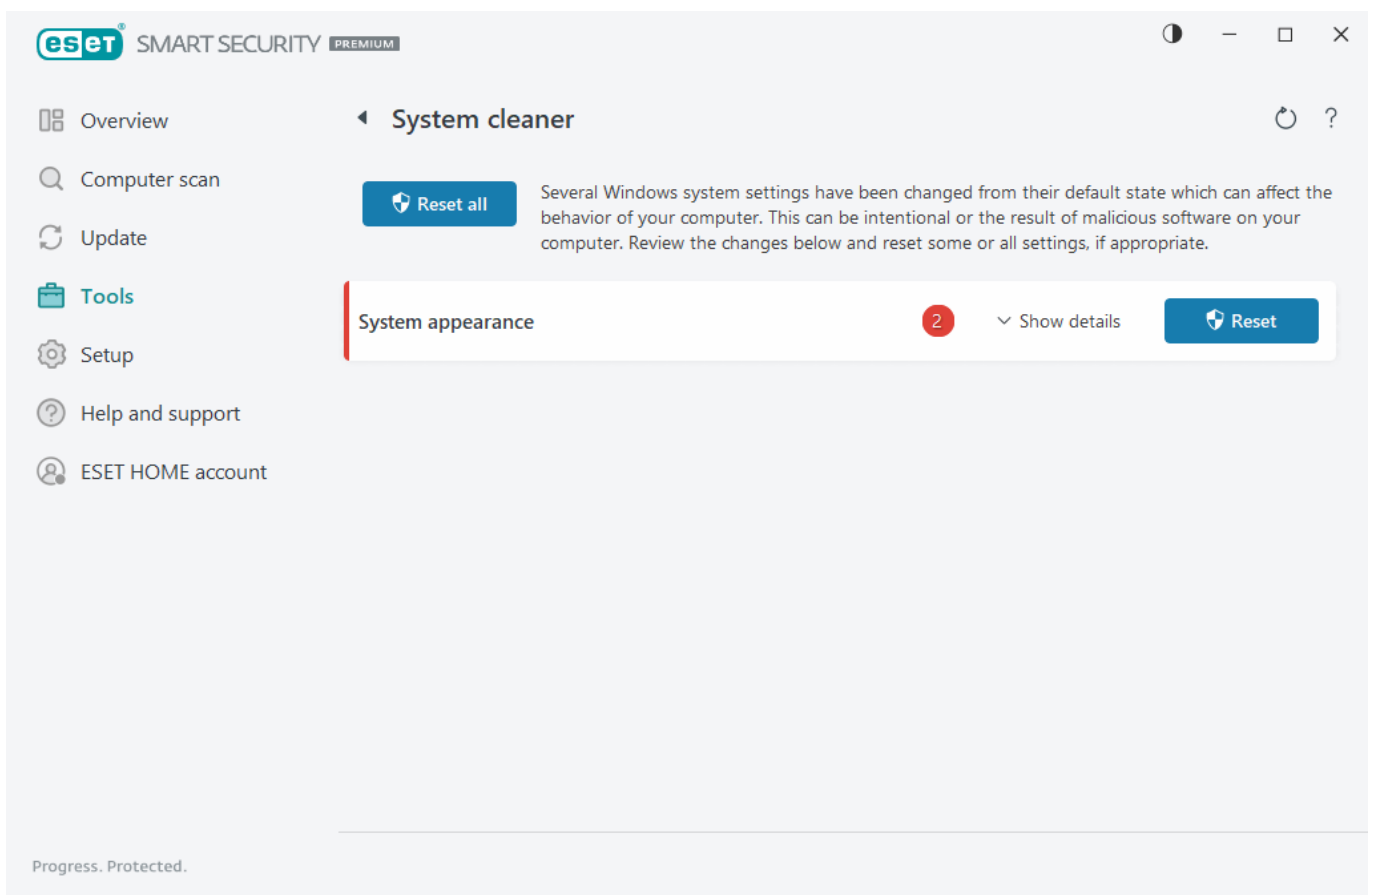 eset® SMART SECURITY PREMIUM
Overview
Computer scan
Update
Tools
Setup
Help and support
ESET HOME account
System cleaner
?
Reset all
Several Windows system settings have been changed from their default state which can affect the
behavior of your computer. This can be intentional or the result of malicious software on your
computer. Review the changes below and reset some or all settings, if appropriate.
System appearance 2 Show details Reset
Progress. Protected.